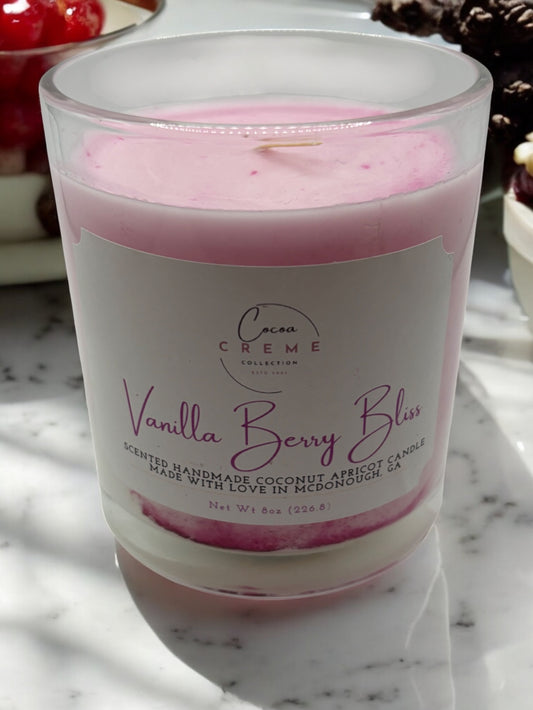 Cocoa
CREME
COLLECTION
Vanilla Berry Bliss
SCENTED HANDMADE COCONUT APRICOT CANDLE
MADE WITH LOVE IN MCDONOUGH, GA
Net Wt 8oz (226.8)